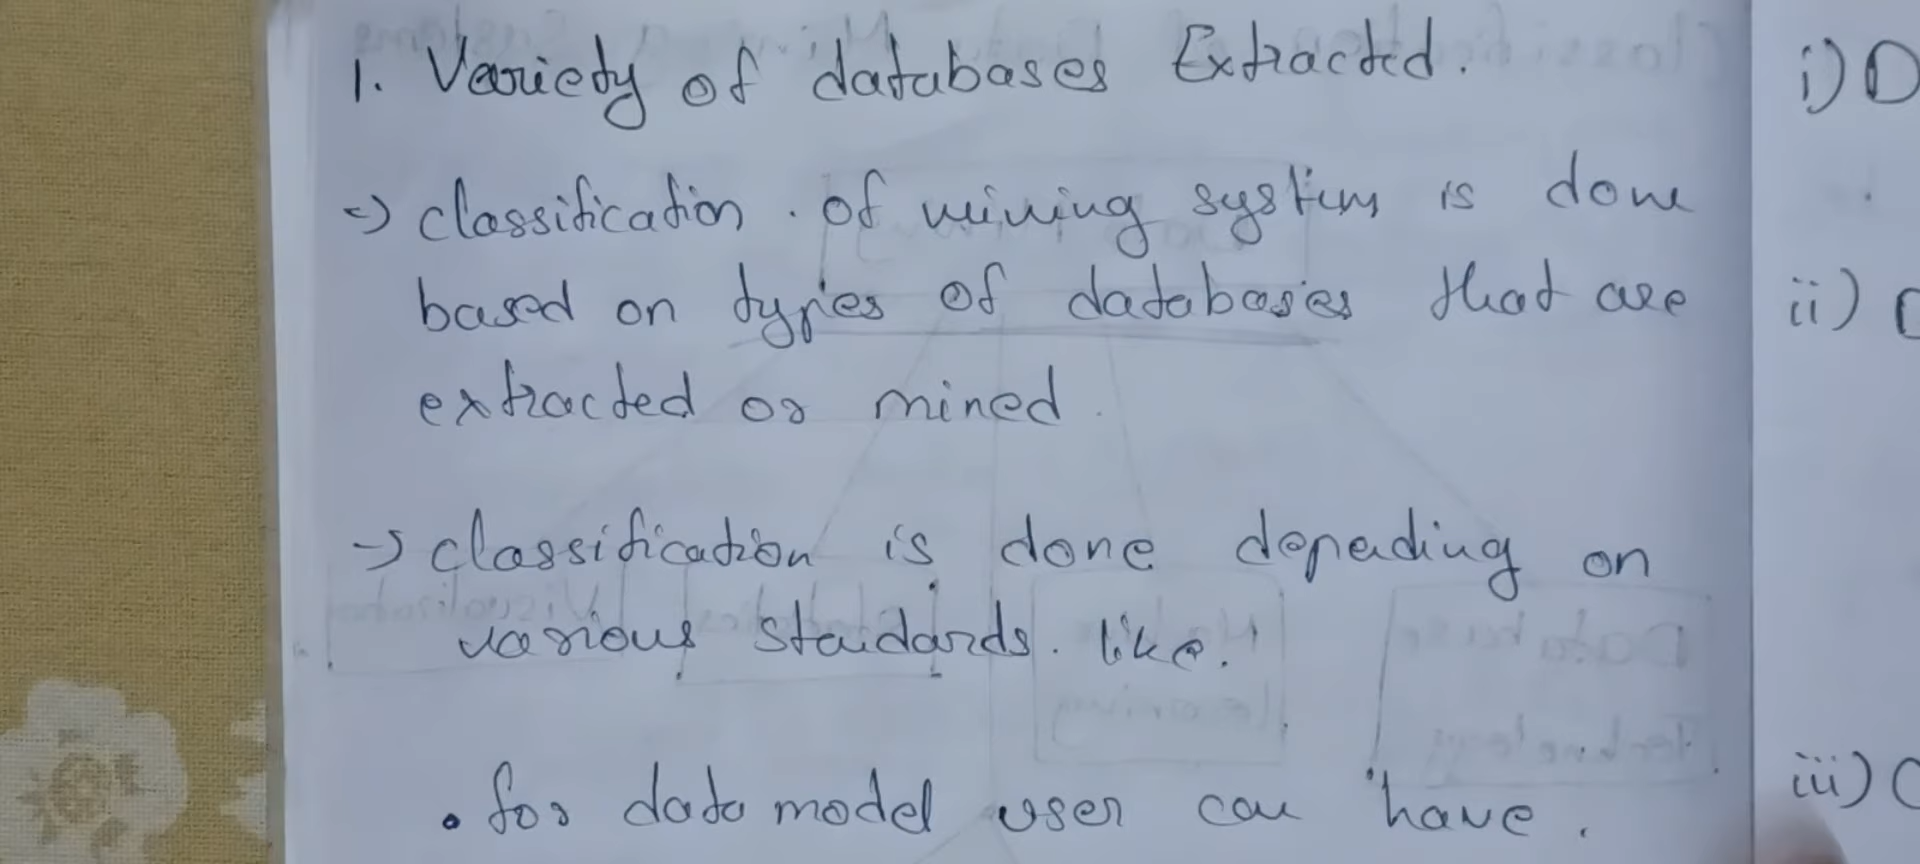 1. Variety of databases Extracted.
=> classification. of mining systems is done
based on types of databases that are
extracted or mined.
-> classification is done depending on
various standards. like.
• for data model user can have.
i) D
ii)
iii)